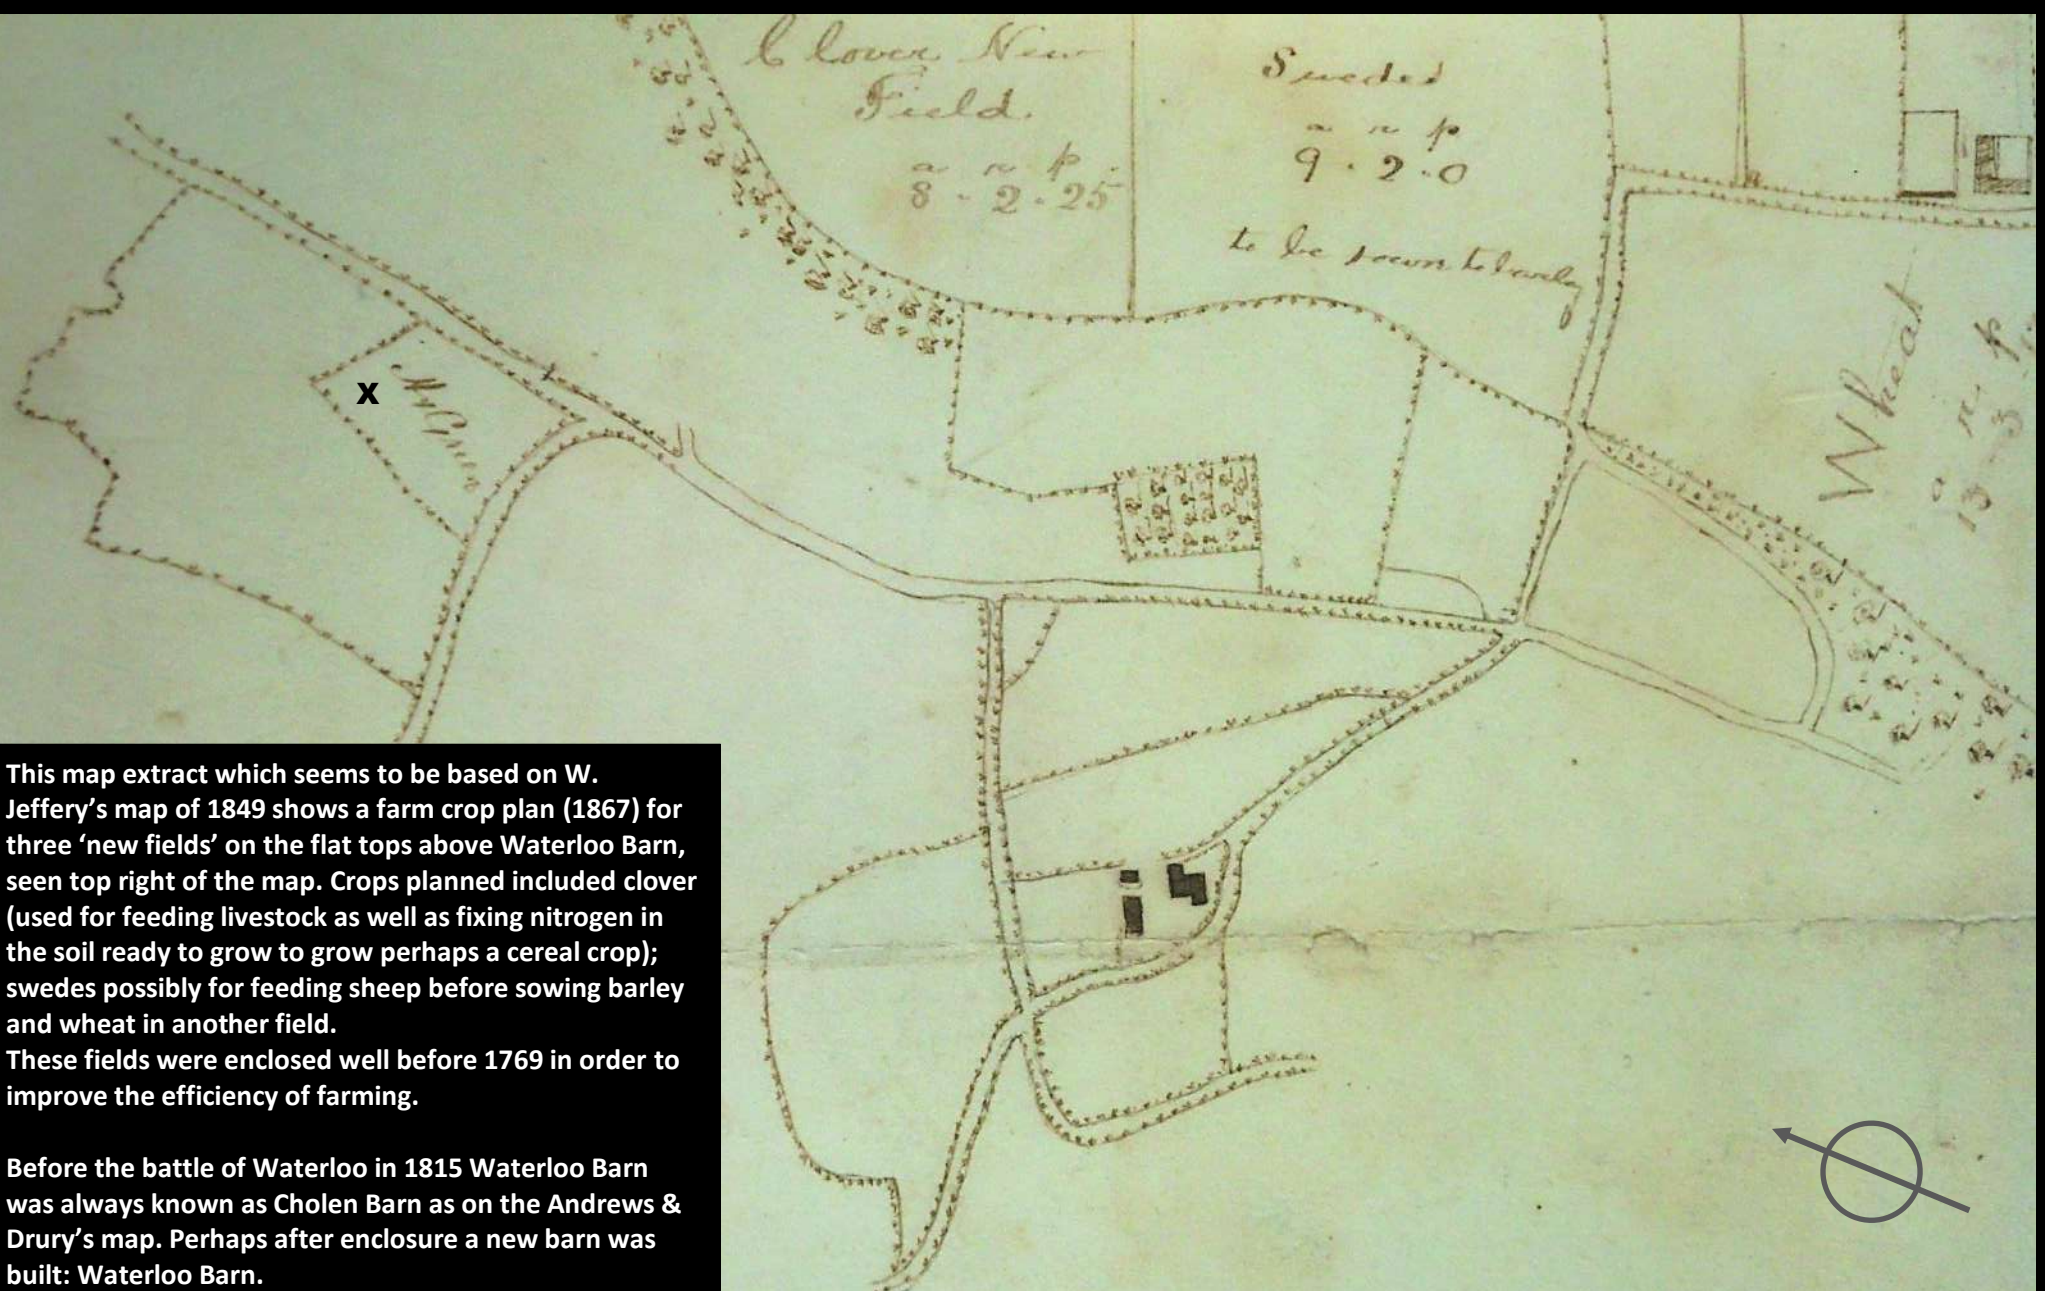 Clover New
Field
a r p
8 - 2 - 25
Swedes
a r p
9 . 2 . 0
to be sown to barley
Wheat
a r p
13 - 3
x
Mr Green
This map extract which seems to be based on W.
Jeffery’s map of 1849 shows a farm crop plan (1867) for
three ‘new fields’ on the flat tops above Waterloo Barn,
seen top right of the map. Crops planned included clover
(used for feeding livestock as well as fixing nitrogen in
the soil ready to grow to grow perhaps a cereal crop);
swedes possibly for feeding sheep before sowing barley
and wheat in another field.
These fields were enclosed well before 1769 in order to
improve the efficiency of farming.
Before the battle of Waterloo in 1815 Waterloo Barn
was always known as Cholen Barn as on the Andrews &
Drury’s map. Perhaps after enclosure a new barn was
built: Waterloo Barn.